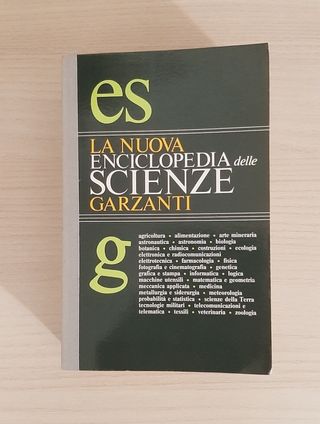 es
LA NUOVA
ENCICLOPEDIA delle
SCIENZE
GARZANTI
g
agricoltura • alimentazione • arte mineraria
astronautica • astronomia • biologia
botanica • chimica • costruzioni • ecologia
elettronica e radiocomunicazioni
elettrotecnica • farmacologia • fisica
fotografia e cinematografia • genetica
grafica e stampa • informatica • logica
macchine utensili • matematica e geometria
meccanica applicata • medicina
metallurgia e siderurgia • meteorologia
probabilità e statistica • scienze della Terra
tecnologie militari • telecomunicazioni e
telematica • tessili • veterinaria • zoologia